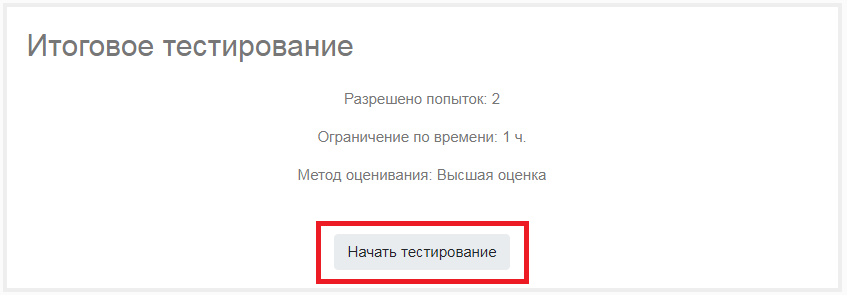 Итоговое тестирование
Разрешено попыток: 2
Ограничение по времени: 1 ч.
Метод оценивания: Высшая оценка
Начать тестирование